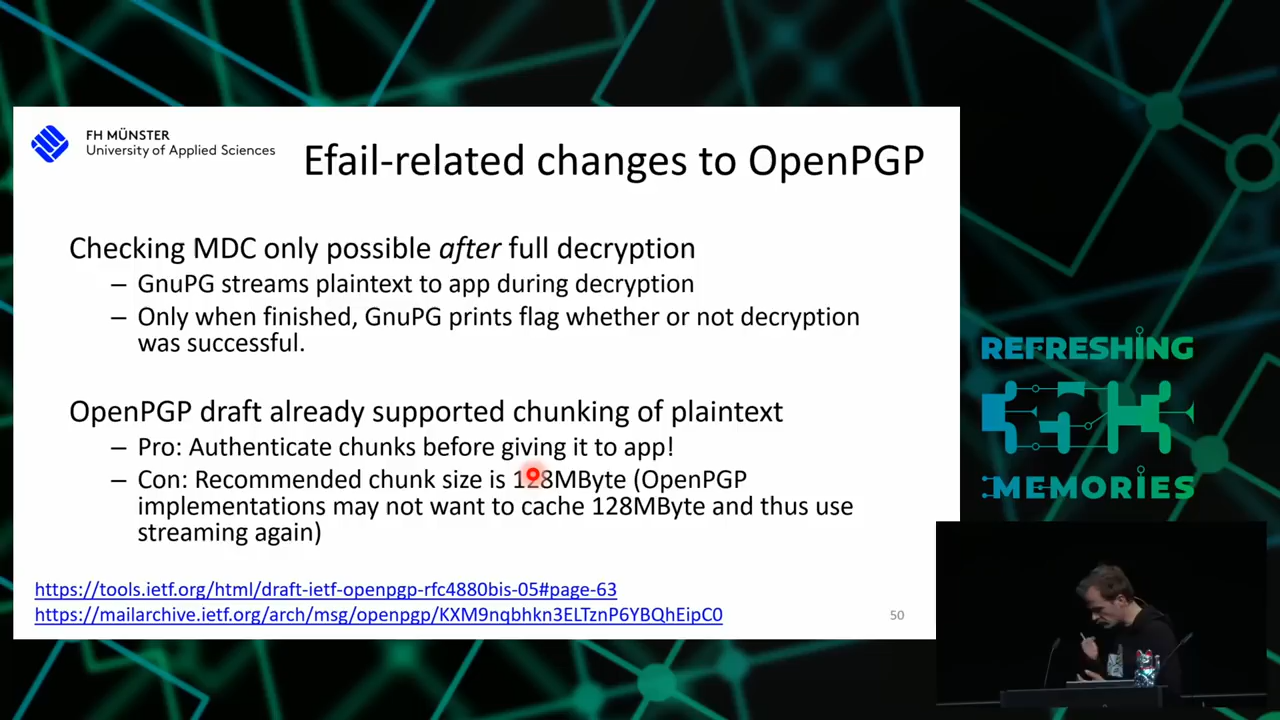 FH MÜNSTER
University of Applied Sciences
Efail-related changes to OpenPGP
Checking MDC only possible after full decryption
– GnuPG streams plaintext to app during decryption
– Only when finished, GnuPG prints flag whether or not decryption
was successful.
OpenPGP draft already supported chunking of plaintext
– Pro: Authenticate chunks before giving it to app!
– Con: Recommended chunk size is 128MByte (OpenPGP
implementations may not want to cache 128MByte and thus use
streaming again)
https://tools.ietf.org/html/draft-ietf-openpgp-rfc4880bis-05#page-63
https://mailarchive.ietf.org/arch/msg/openpgp/KXM9nqbhkn3ELTznP6YBQhEipC0
50
REFRESHING
:MEMORIES